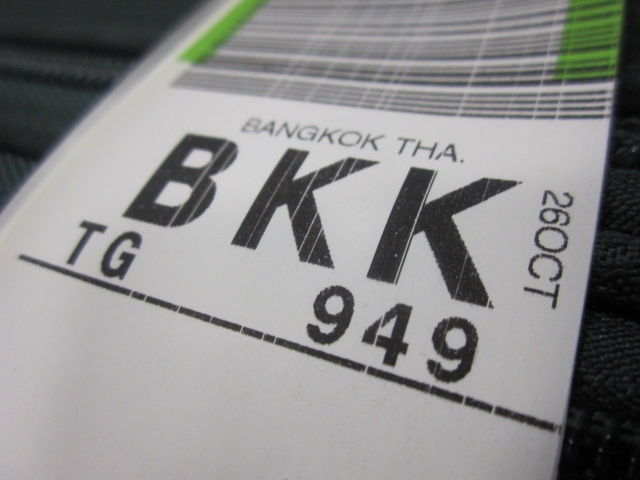 BANGKOK THA.
BKK
26OCT
TG 949